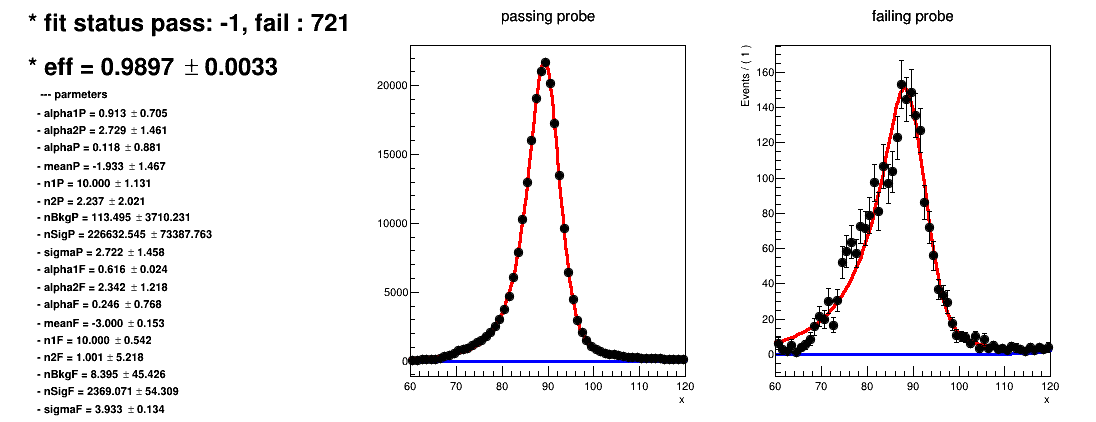 * fit status pass: -1, fail : 721
* eff = 0.9897 ± 0.0033
--- parmeters
- alpha1P = 0.913 ± 0.705
- alpha2P = 2.729 ± 1.461
- alphaP = 0.118 ± 0.881
- meanP = -1.933 ± 1.467
- n1P = 10.000 ± 1.131
- n2P = 2.237 ± 2.021
- nBkgP = 113.495 ± 3710.231
- nSigP = 226632.545 ± 73387.763
- sigmaP = 2.722 ± 1.458
- alpha1F = 0.616 ± 0.024
- alpha2F = 2.342 ± 1.218
- alphaF = 0.246 ± 0.768
- meanF = -3.000 ± 0.153
- n1F = 10.000 ± 0.542
- n2F = 1.001 ± 5.218
- nBkgF = 8.395 ± 45.426
- nSigF = 2369.071 ± 54.309
- sigmaF = 3.933 ± 0.134
passing probe
20000
15000
10000
5000
0
60 70 80 90 100 110 120
x
failing probe
Events / ( 1 )
160
140
120
100
80
60
40
20
0
60 70 80 90 100 110 120
x